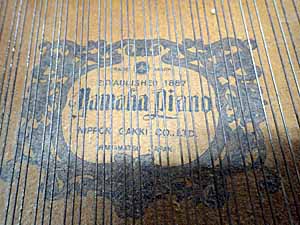 ESTABLISHED 1887
Yamaha Piano
NIPPON GAKKI CO., LTD.
HAMAMATSU JAPAN